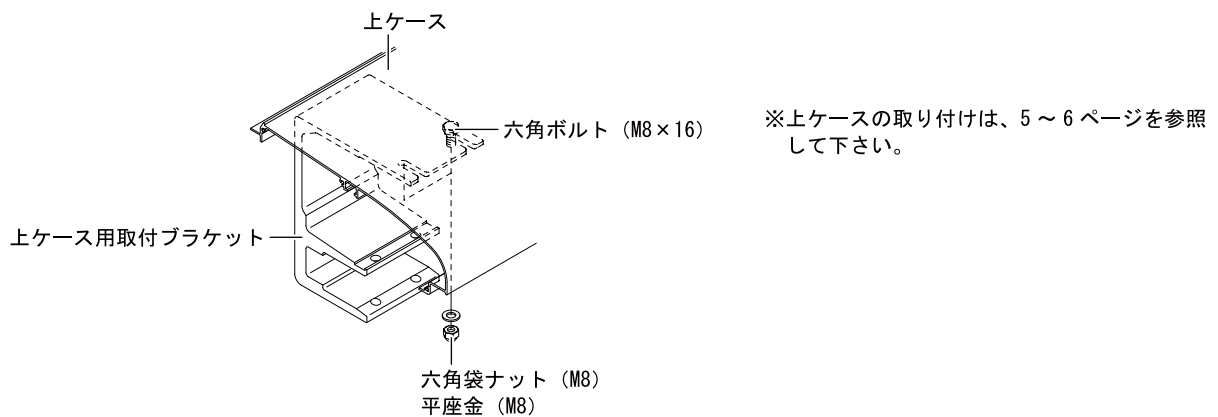 上ケース
六角ボルト（M8×16）
※上ケースの取り付けは、5～6ページを参照
して下さい。
上ケース用取付ブラケット
六角袋ナット（M8）
平座金（M8）